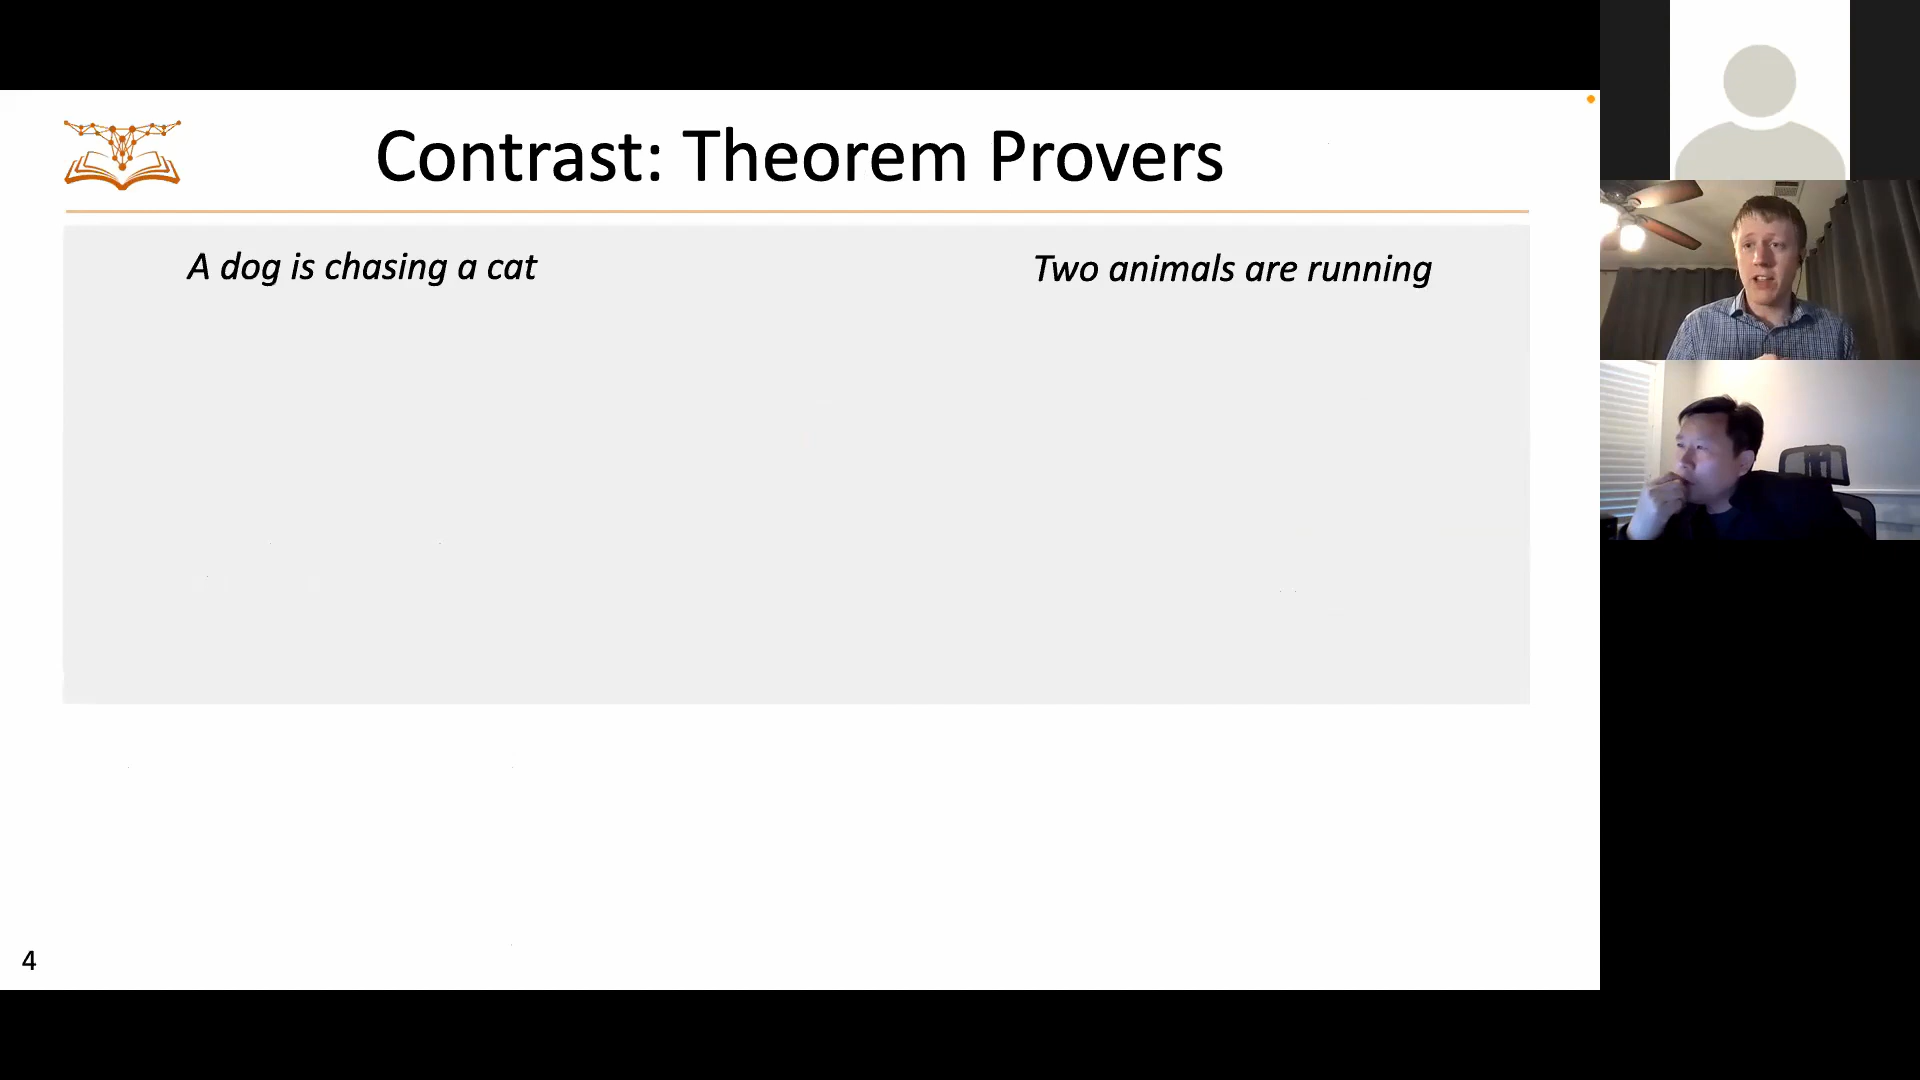 Contrast: Theorem Provers
A dog is chasing a cat
Two animals are running
4